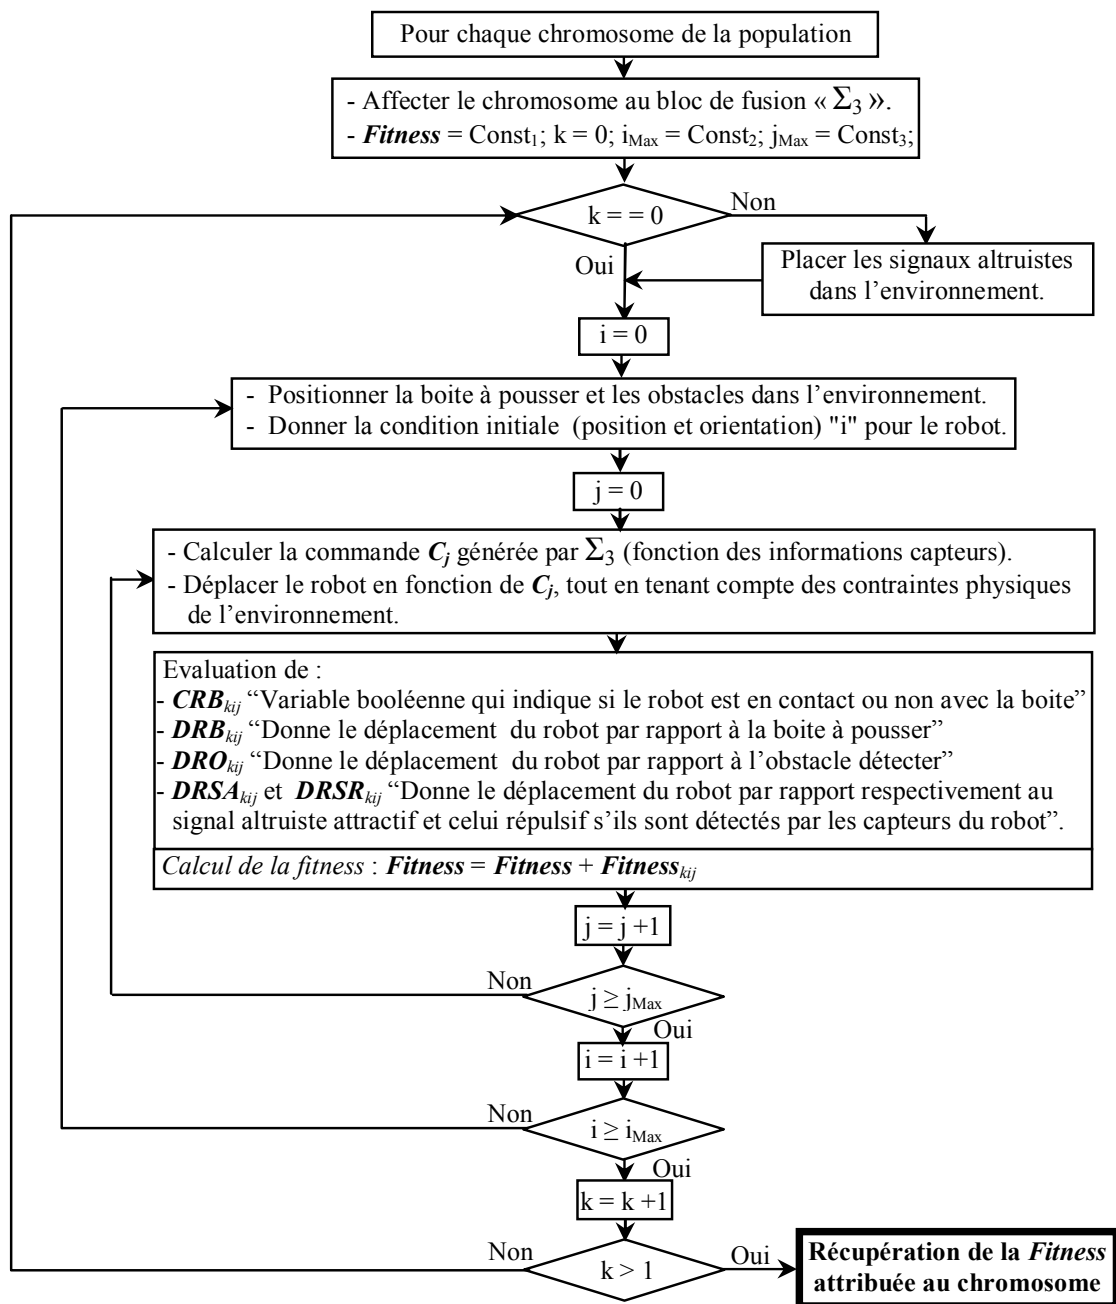 Pour chaque chromosome de la population
- Affecter le chromosome au bloc de fusion « Σ3 ».
- Fitness = Const1; k = 0; iMax = Const2; jMax = Const3;
k = = 0
Non
Oui
Placer les signaux altruistes
dans l’environnement.
i = 0
- Positionner la boite à pousser et les obstacles dans l’environnement.
- Donner la condition initiale (position et orientation) "i" pour le robot.
j = 0
- Calculer la commande Cj générée par Σ3 (fonction des informations capteurs).
- Déplacer le robot en fonction de Cj, tout en tenant compte des contraintes physiques
de l’environnement.
Evaluation de :
- CRBkij “Variable booléenne qui indique si le robot est en contact ou non avec la boite”
- DRBkij “Donne le déplacement du robot par rapport à la boite à pousser”
- DROkij “Donne le déplacement du robot par rapport à l’obstacle détecter”
- DRSAkij et DRSRkij “Donne le déplacement du robot par rapport respectivement au
signal altruiste attractif et celui répulsif s’ils sont détectés par les capteurs du robot”.
Calcul de la fitness : Fitness = Fitness + Fitnesskij
j = j +1
Non
j ≥ jMax
Oui
i = i +1
Non
i ≥ iMax
Oui
k = k +1
Non
k > 1
Oui
Récupération de la Fitness
attribuée au chromosome